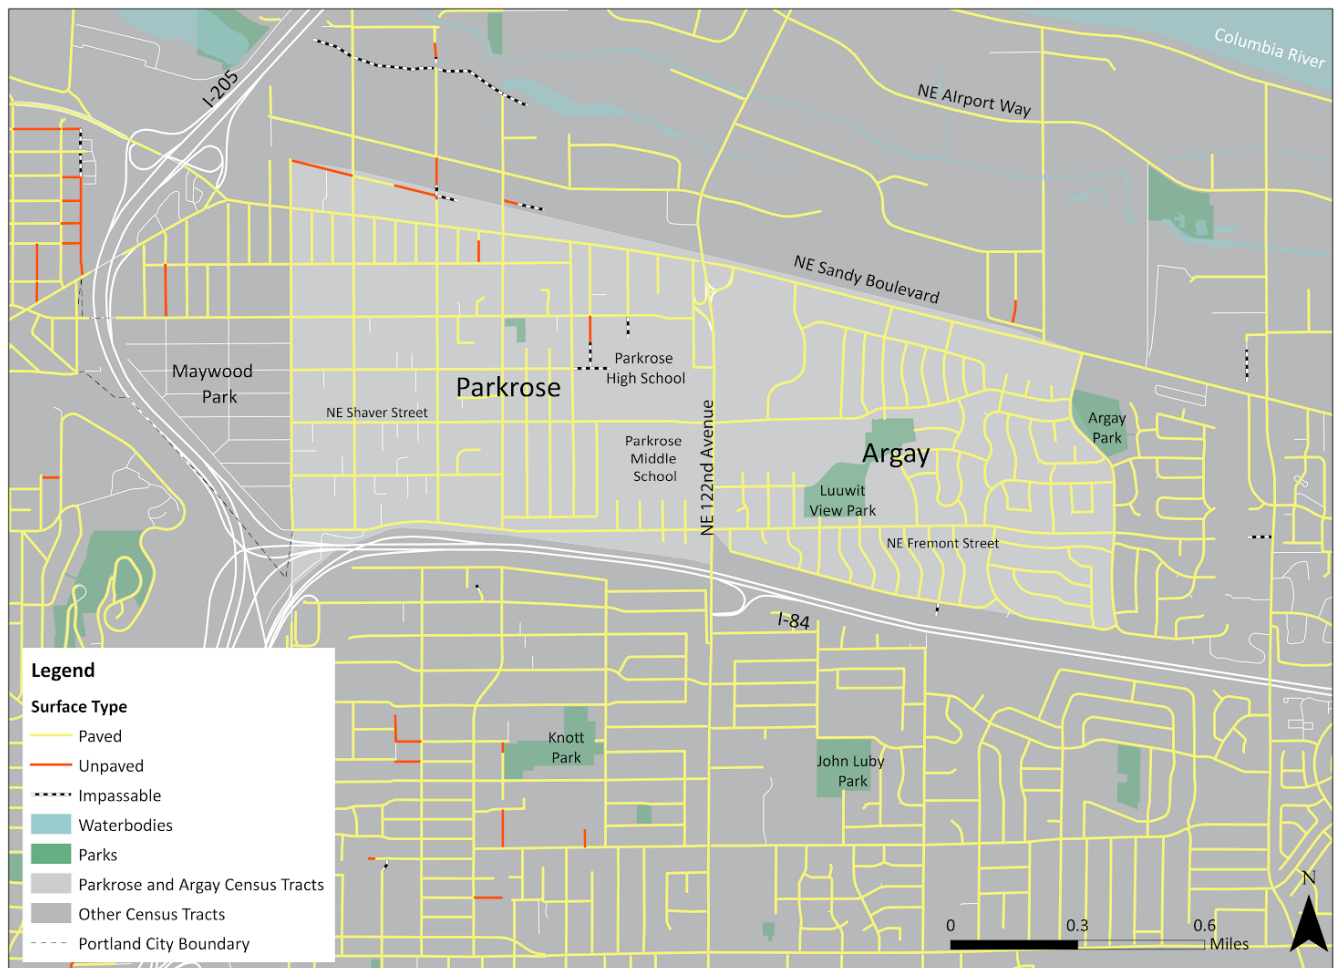 Columbia River
I-205
NE AIrport Way
NE Sandy Boulevard
Maywood
Park
Parkrose
Parkrose
High School
NE Shaver Street
NE 122nd Avenue
Parkrose
Middle
School
Argay
Argay
Park
Luuwit
View Park
NE Fremont Street
I-84
Knott
Park
John Luby
Park
Legend
Surface Type
Paved
Unpaved
Impassable
Waterbodies
Parks
Parkrose and Argay Census Tracts
Other Census Tracts
Portland City Boundary
0 0.3 0.6
Miles
N